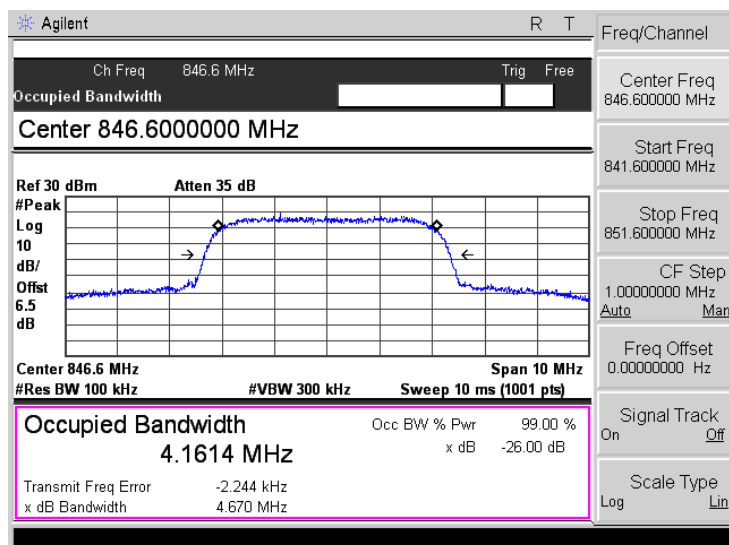 Agilent R T
Ch Freq 846.6 MHz Trig Free
Occupied Bandwidth
Center 846.6000000 MHz
Ref 30 dBm Atten 35 dB
#Peak
Log
10
dB/
Offst
6.5
dB
Center 846.6 MHz Span 10 MHz
#Res BW 100 kHz #VBW 300 kHz Sweep 10 ms (1001 pts)
Occupied Bandwidth Occ BW % Pwr 99.00 %
4.1614 MHz x dB -26.00 dB
Transmit Freq Error -2.244 kHz
x dB Bandwidth 4.670 MHz
Freq/Channel
Center Freq
846.600000 MHz
Start Freq
841.600000 MHz
Stop Freq
851.600000 MHz
CF Step
1.00000000 MHz
Auto Man
Freq Offset
0.00000000 Hz
Signal Track
On Off
Scale Type
Log Lin